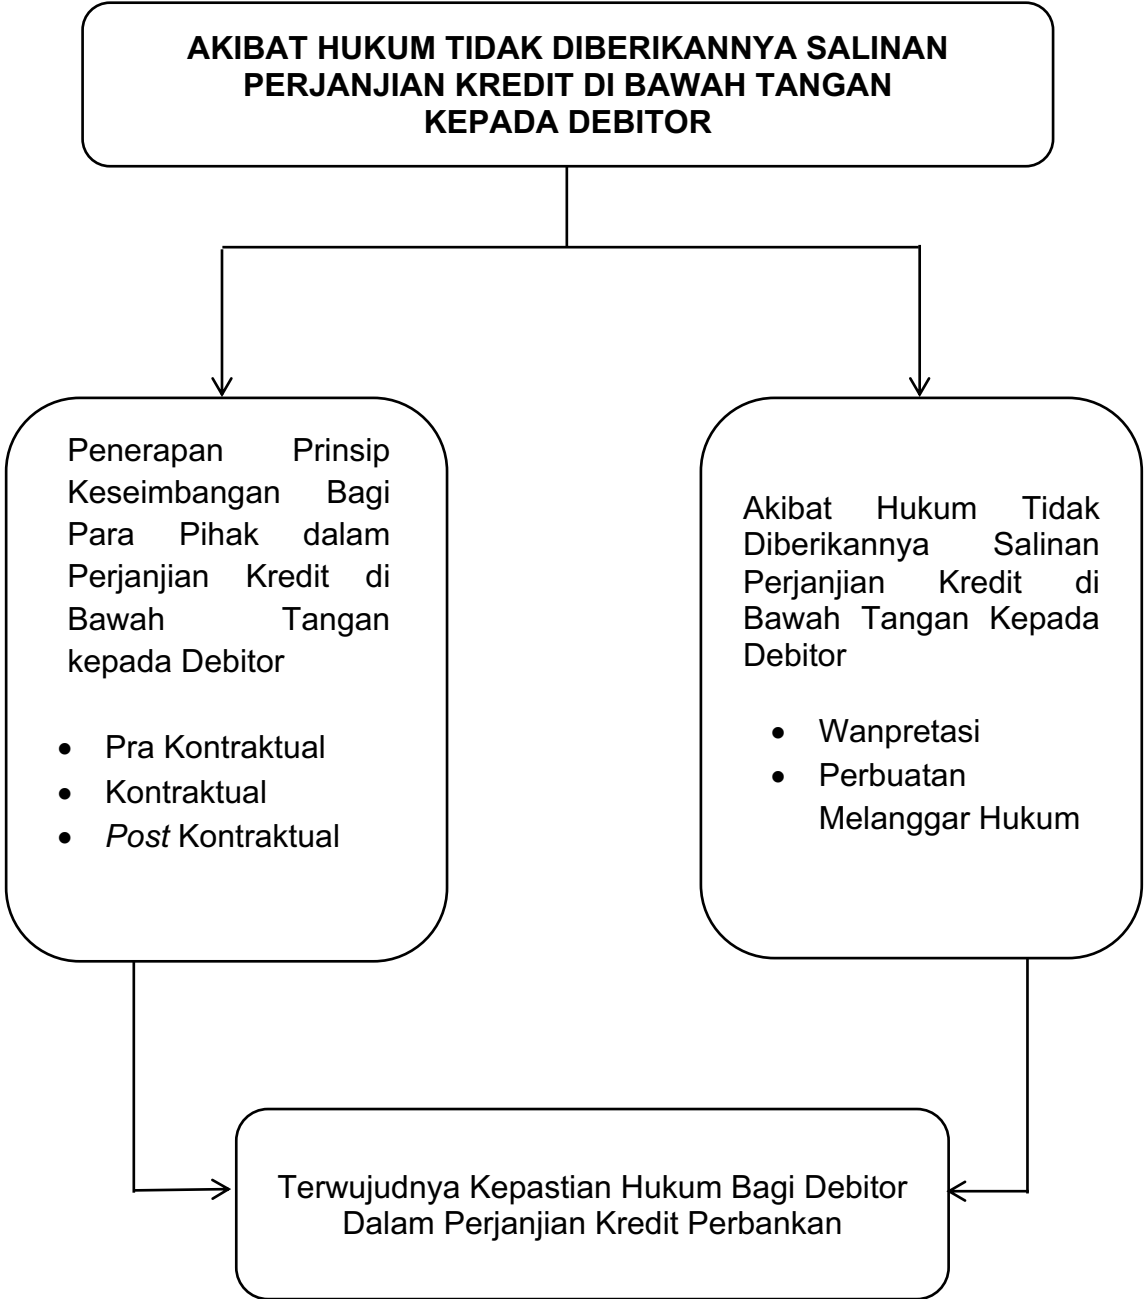 AKIBAT HUKUM TIDAK DIBERIKANNYA SALINAN
PERJANJIAN KREDIT DI BAWAH TANGAN
KEPADA DEBITOR
Penerapan Prinsip
Keseimbangan Bagi
Para Pihak dalam
Perjanjian Kredit di
Bawah Tangan
kepada Debitor
• Pra Kontraktual
• Kontraktual
• Post Kontraktual
Akibat Hukum Tidak
Diberikannya Salinan
Perjanjian Kredit di
Bawah Tangan Kepada
Debitor
• Wanpretasi
• Perbuatan
Melanggar Hukum
Terwujudnya Kepastian Hukum Bagi Debitor
Dalam Perjanjian Kredit Perbankan